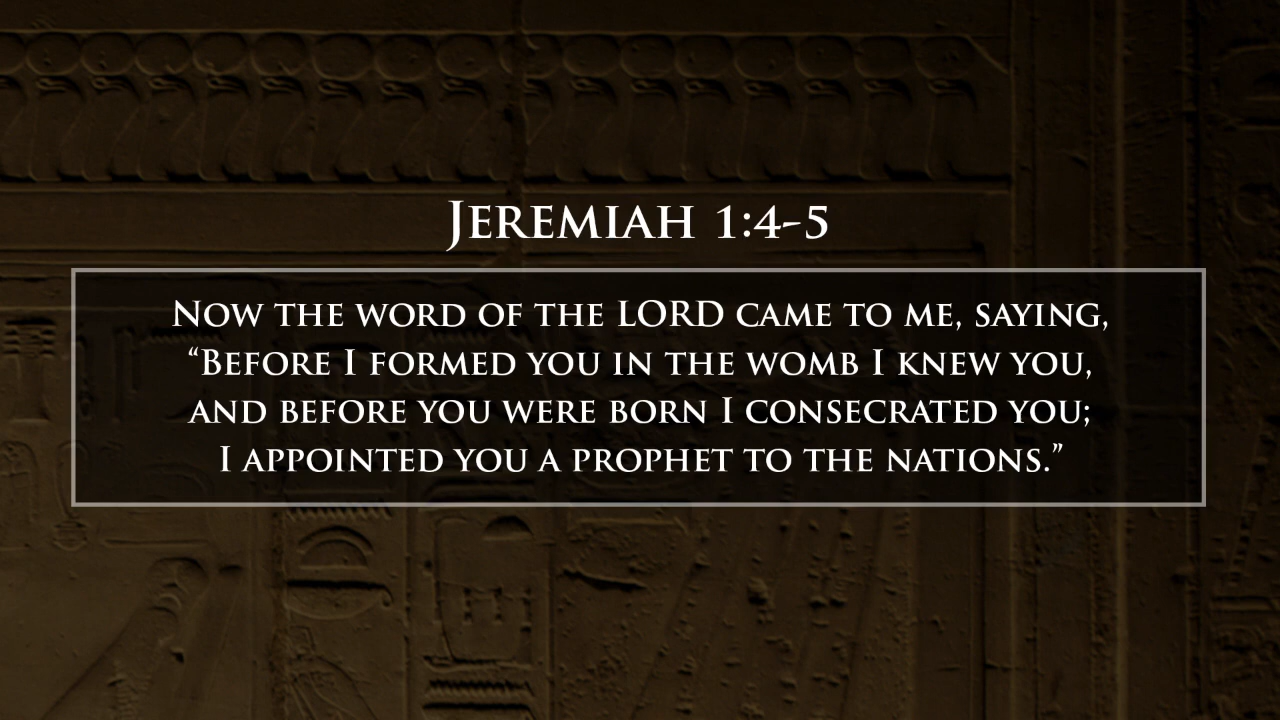 Jeremiah 1:4-5
Now the word of the LORD came to me, saying,
“Before I formed you in the womb I knew you,
and before you were born I consecrated you;
I appointed you a prophet to the nations.”